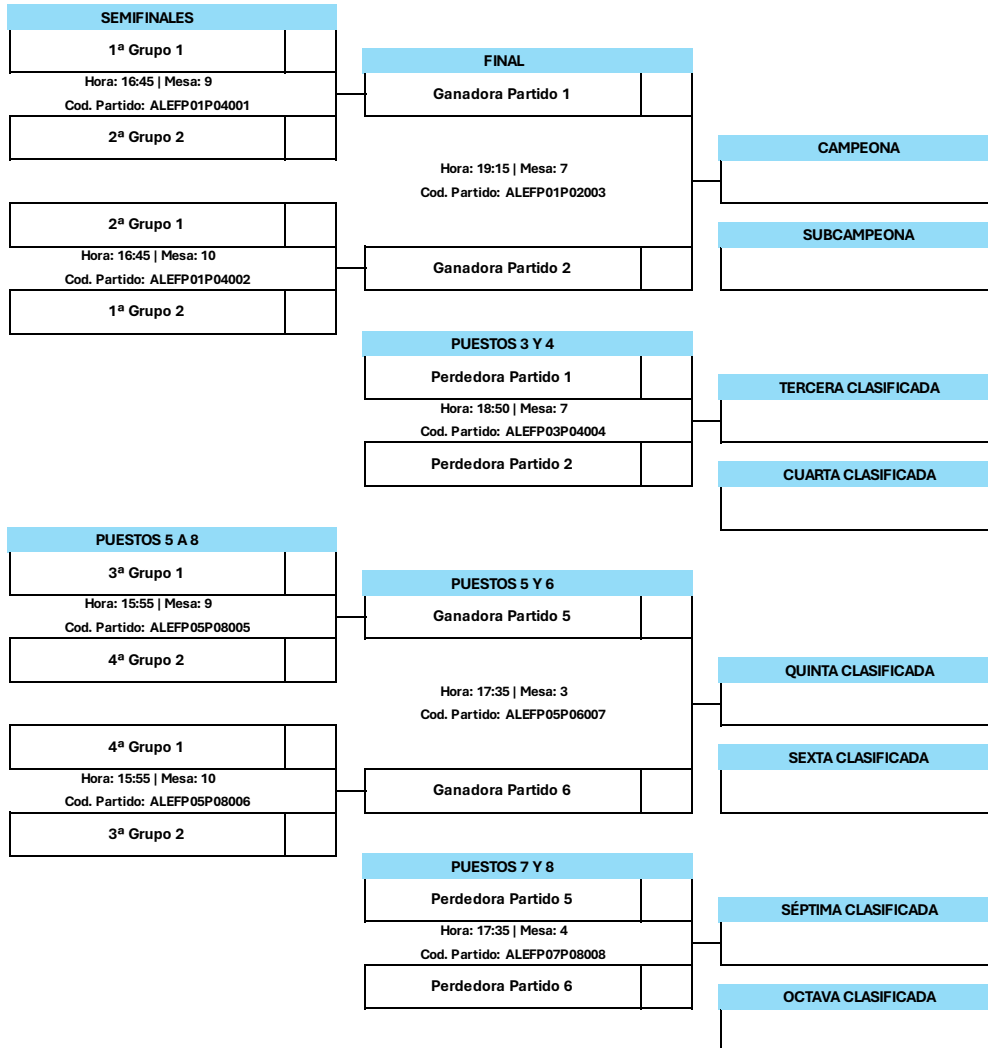 SEMIFINALES
1ª Grupo 1
Hora: 16:45 | Mesa: 9
Cod. Partido: ALEFP01P04001
2ª Grupo 2
2ª Grupo 1
Hora: 16:45 | Mesa: 10
Cod. Partido: ALEFP01P04002
1ª Grupo 2
FINAL
Ganadora Partido 1
Hora: 19:15 | Mesa: 7
Cod. Partido: ALEFP01P02003
Ganadora Partido 2
CAMPEONA
SUBCAMPEONA
PUESTOS 3 Y 4
Perdedora Partido 1
Hora: 18:50 | Mesa: 7
Cod. Partido: ALEFP03P04004
Perdedora Partido 2
TERCERA CLASIFICADA
CUARTA CLASIFICADA
PUESTOS 5 A 8
3ª Grupo 1
Hora: 15:55 | Mesa: 9
Cod. Partido: ALEFP05P08005
4ª Grupo 2
4ª Grupo 1
Hora: 15:55 | Mesa: 10
Cod. Partido: ALEFP05P08006
3ª Grupo 2
PUESTOS 5 Y 6
Ganadora Partido 5
Hora: 17:35 | Mesa: 3
Cod. Partido: ALEFP05P06007
Ganadora Partido 6
QUINTA CLASIFICADA
SEXTA CLASIFICADA
PUESTOS 7 Y 8
Perdedora Partido 5
Hora: 17:35 | Mesa: 4
Cod. Partido: ALEFP07P08008
Perdedora Partido 6
SÉPTIMA CLASIFICADA
OCTAVA CLASIFICADA